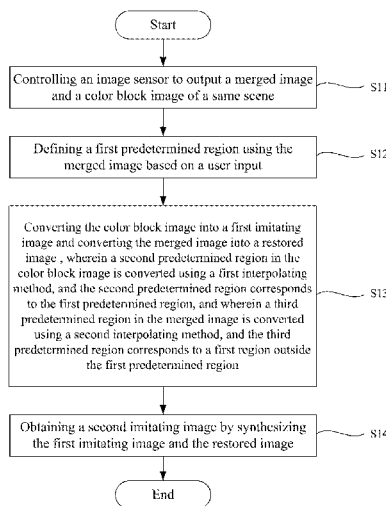 Start
Controlling an image sensor to output a merged image
and a color block image of a same scene
S11
Defining a first predetermined region using the
merged image based on a user input
S12
Converting the color block image into a first imitating
image and converting the merged image into a restored
image , wherein a second predetermined region in the
color block image is converted using a first interpolating
method, and the second predetermined region corresponds
to the first predetermined region, and wherein a third
predetermined region in the merged image is converted
using a second interpolating method, and the third
predetermined region corresponds to a first region outside
the first predetermined region
S13
Obtaining a second imitating image by synthesizing
the first imitating image and the restored image
S14
End